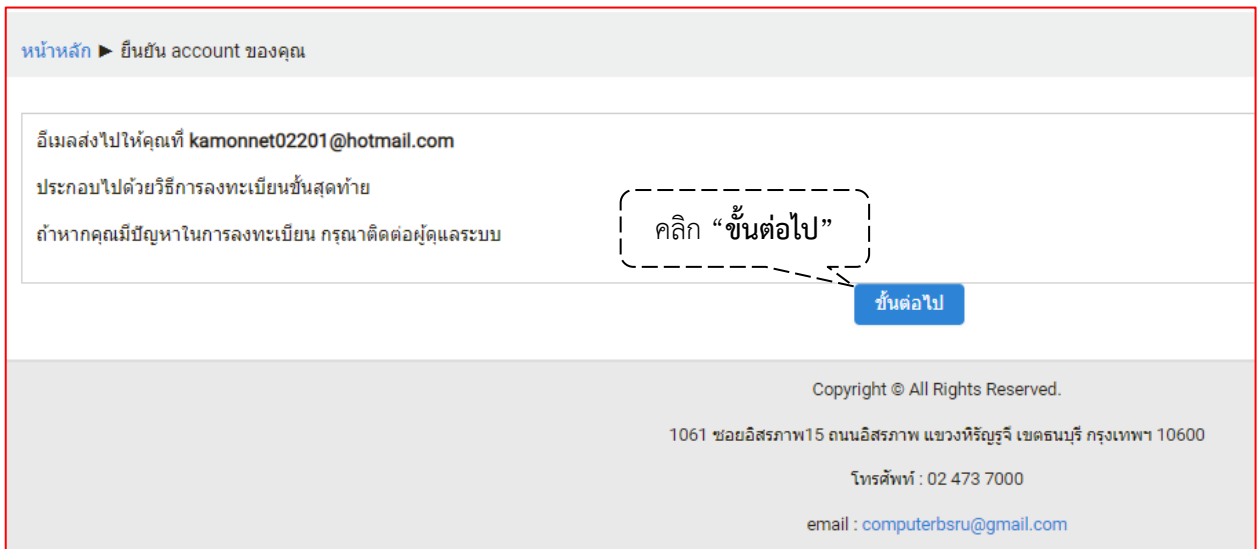 หน้าหลัก ► ยืนยัน account ของคุณ
อีเมลส่งไปให้คุณที่ kamonnet02201@hotmail.com
ประกอบไปด้วยวิธีการลงทะเบียนขั้นสุดท้าย
ถ้าหากคุณมีปัญหาในการลงทะเบียน กรุณาติดต่อผู้ดูแลระบบ
คลิก “ขั้นต่อไป”
ขั้นต่อไป
Copyright © All Rights Reserved.
1061 ซอยอิสรภาพ15 ถนนอิสรภาพ แขวงหิรัญรูจี เขตธนบุรี กรุงเทพฯ 10600
โทรศัพท์ : 02 473 7000
email : computerbsru@gmail.com